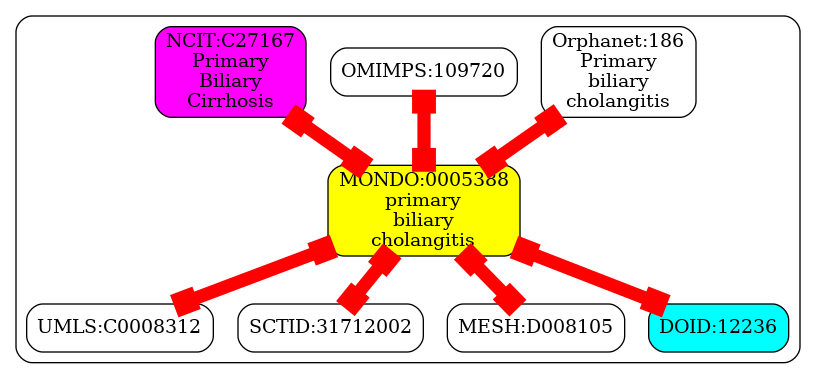 NCIT:C27167
Primary
Biliary
Cirrhosis
OMIMPS:109720
Orphanet:186
Primary
biliary
cholangitis
MONDO:0005388
primary
biliary
cholangitis
UMLS:C0008312
SCTID:31712002
MESH:D008105
DOID:12236